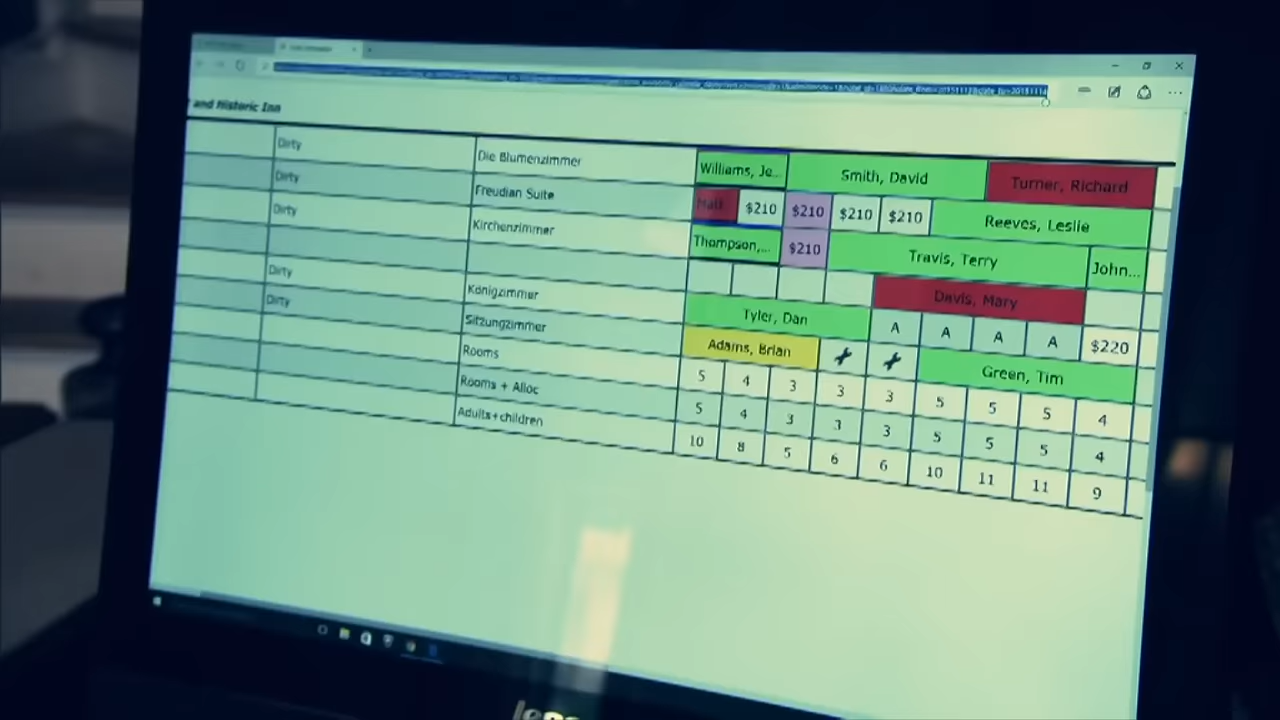 and Historic Inn
Dirty Die Blumenzimmer Williams, Je... Smith, David Turner, Richard
Dirty Freudian Suite $210 $210 $210 $210 Reeves, Leslie
Dirty Kirchenzimmer Thompson,... $210 Travis, Terry John...
Davis, Mary
Dirty Königzimmer Tyler, Dan A A A A $220
Dirty Sitzungzimmer Adams, Brian Green, Tim
Rooms 5 4 3 3 3 5 5 5 4
Rooms + Alloc 5 4 3 3 3 5 5 5 4
Adults+children 10 8 5 6 6 10 11 11 9